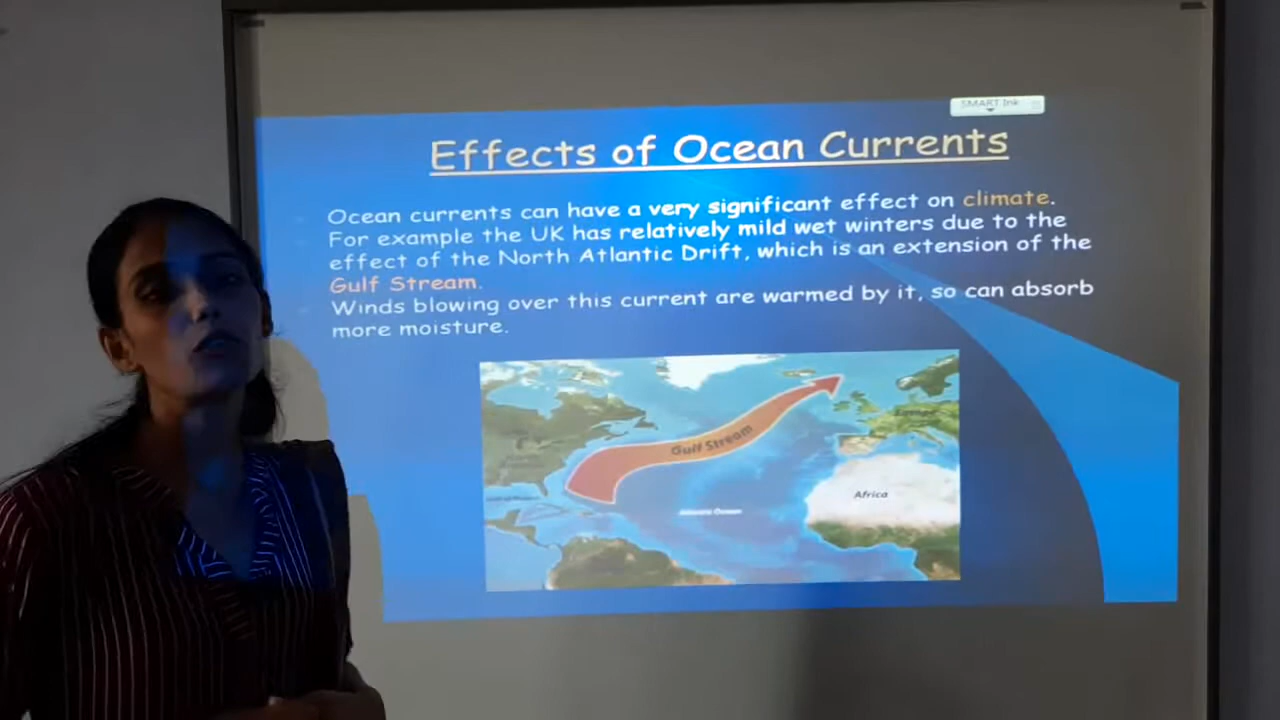 SMART Ink
Effects of Ocean Currents
Ocean currents can have a very significant effect on climate.
For example the UK has relatively mild wet winters due to the
effect of the North Atlantic Drift, which is an extension of the
Gulf Stream.
Winds blowing over this current are warmed by it, so can absorb
more moisture.
Gulf Stream
Europe
Africa
Atlantic Ocean